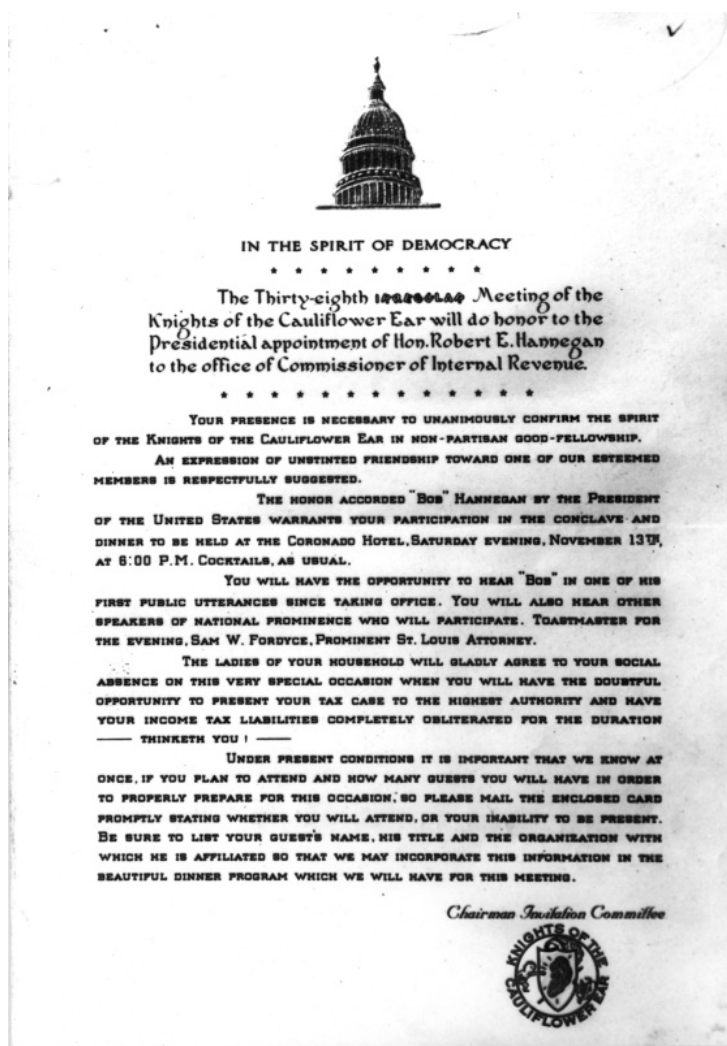 IN THE SPIRIT OF DEMOCRACY
* * * * * * * * *
The Thirty-eighth irregular Meeting of the
Knights of the Cauliflower Ear will do honor to the
Presidential appointment of Hon. Robert E. Hannegan
to the office of Commissioner of Internal Revenue.
* * * * * * * * * * * * *
YOUR PRESENCE IS NECESSARY TO UNANIMOUSLY CONFIRM THE SPIRIT
OF THE KNIGHTS OF THE CAULIFLOWER EAR IN NON-PARTISAN GOOD-FELLOWSHIP.
AN EXPRESSION OF UNSTINTED FRIENDSHIP TOWARD ONE OF OUR ESTEEMED
MEMBERS IS RESPECTFULLY SUGGESTED.
THE HONOR ACCORDED "BOB" HANNEGAN BY THE PRESIDENT
OF THE UNITED STATES WARRANTS YOUR PARTICIPATION IN THE CONCLAVE AND
DINNER TO BE HELD AT THE CORONADO HOTEL, SATURDAY EVENING, NOVEMBER 13TH,
AT 6:00 P.M. COCKTAILS, AS USUAL.
YOU WILL HAVE THE OPPORTUNITY TO HEAR "BOB" IN ONE OF HIS
FIRST PUBLIC UTTERANCES SINCE TAKING OFFICE. YOU WILL ALSO HEAR OTHER
SPEAKERS OF NATIONAL PROMINENCE WHO WILL PARTICIPATE. TOASTMASTER FOR
THE EVENING, SAM W. FORDYCE, PROMINENT ST. LOUIS ATTORNEY.
THE LADIES OF YOUR HOUSEHOLD WILL GLADLY AGREE TO YOUR SOCIAL
ABSENCE ON THIS VERY SPECIAL OCCASION WHEN YOU WILL HAVE THE DOUBTFUL
OPPORTUNITY TO PRESENT YOUR TAX CASE TO THE HIGHEST AUTHORITY AND HAVE
YOUR INCOME TAX LIABILITIES COMPLETELY OBLITERATED FOR THE DURATION
—— THINKETH YOU! ——
UNDER PRESENT CONDITIONS IT IS IMPORTANT THAT WE KNOW AT
ONCE, IF YOU PLAN TO ATTEND AND HOW MANY GUESTS YOU WILL HAVE IN ORDER
TO PROPERLY PREPARE FOR THIS OCCASION, SO PLEASE MAIL THE ENCLOSED CARD
PROMPTLY STATING WHETHER YOU WILL ATTEND, OR YOUR INABILITY TO BE PRESENT.
BE SURE TO LIST YOUR GUEST'S NAME, HIS TITLE AND THE ORGANIZATION WITH
WHICH HE IS AFFILIATED SO THAT WE MAY INCORPORATE THIS INFORMATION IN THE
BEAUTIFUL DINNER PROGRAM WHICH WE WILL HAVE FOR THIS MEETING.
Chairman Invitation Committee
KNIGHTS OF THE
CAULIFLOWER EAR